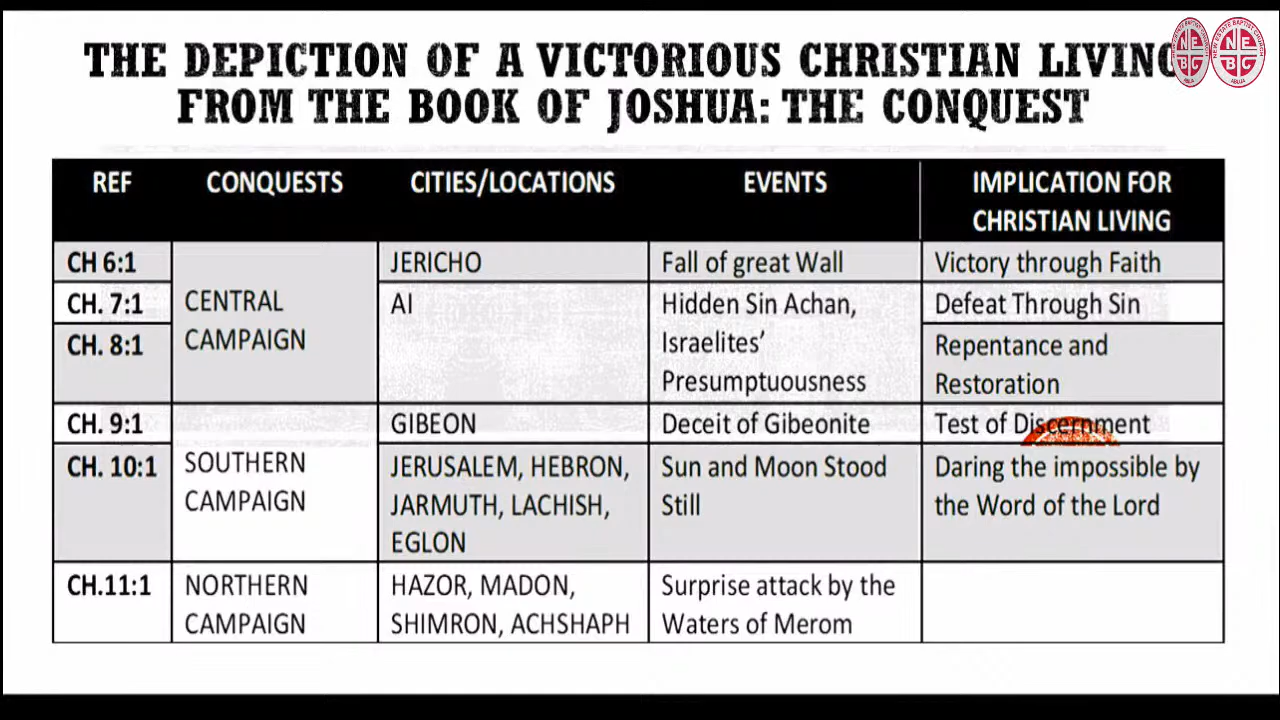 THE DEPICTION OF A VICTORIOUS CHRISTIAN LIVING
FROM THE BOOK OF JOSHUA: THE CONQUEST
REF CONQUESTS CITIES/LOCATIONS EVENTS IMPLICATION FOR
CHRISTIAN LIVING
CH 6:1 JERICHO Fall of great Wall Victory through Faith
CH. 7:1 CENTRAL AI Hidden Sin Achan, Defeat Through Sin
CH. 8:1 CAMPAIGN Israelites’ Repentance and
Presumptuousness Restoration
CH. 9:1 GIBEON Deceit of Gibeonite Test of Discernment
CH. 10:1 SOUTHERN JERUSALEM, HEBRON, Sun and Moon Stood Daring the impossible by
CAMPAIGN JARMUTH, LACHISH, Still the Word of the Lord
EGLON
CH.11:1 NORTHERN HAZOR, MADON, Surprise attack by the
CAMPAIGN SHIMRON, ACHSHAPH Waters of Merom